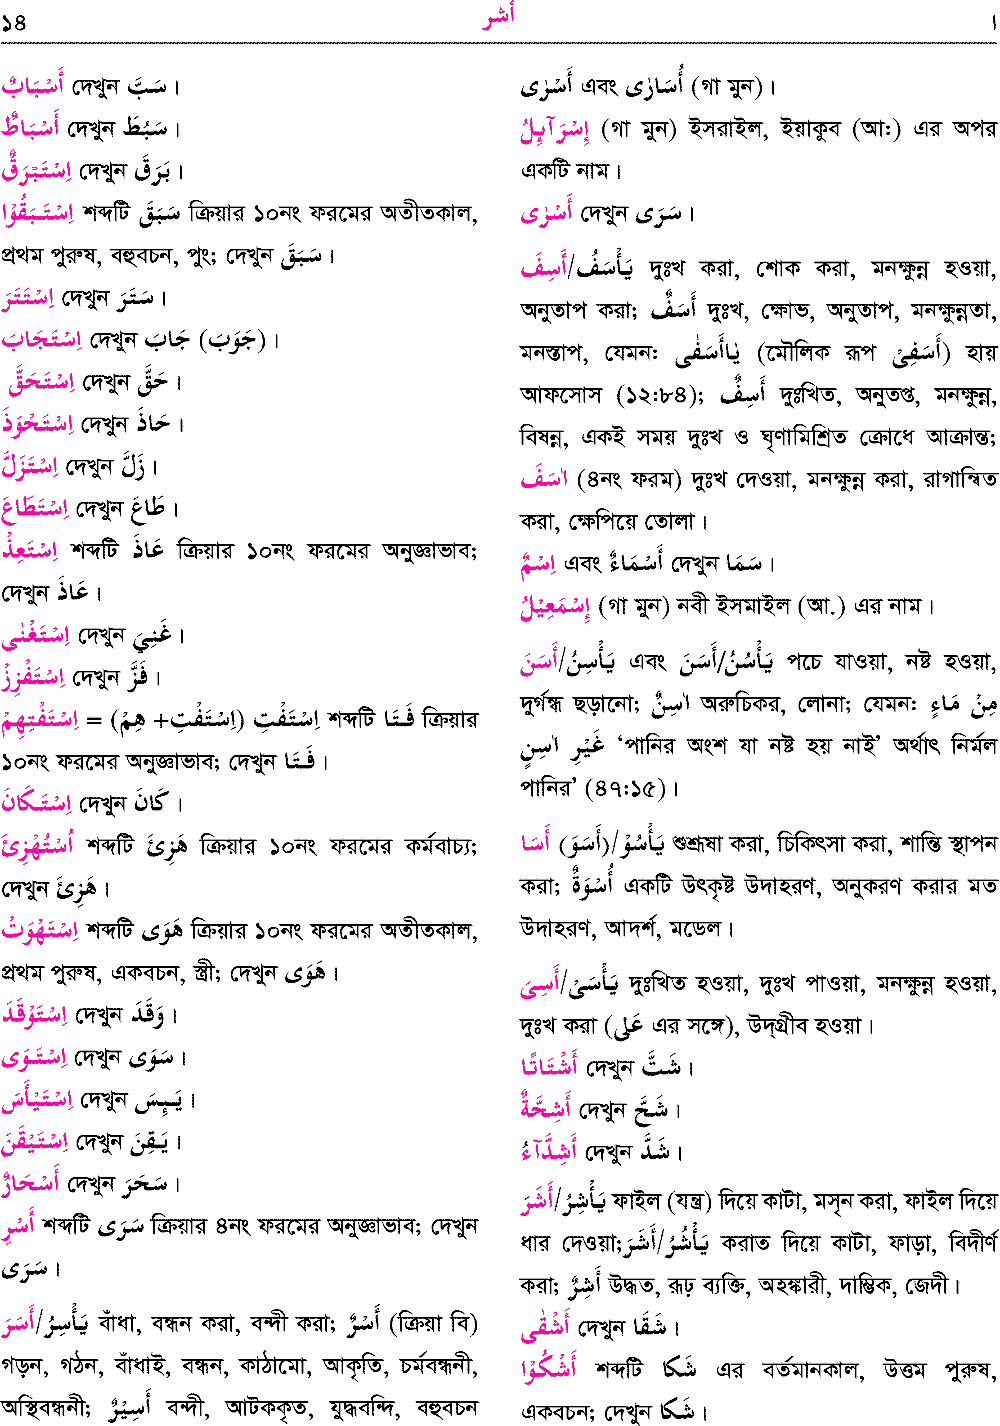 ১৪ أشر ا
أَسْبَابٌ দেখুন سَبَّ ।
أَسْبَاطٌ দেখুন سَبُطَ ।
اِسْتَبْرَقٌ দেখুন بَرَقَ ।
اِسْتَبَقُوْا শব্দটি سَبَقَ ক্রিয়ার ১০নং ফরমের অতীতকাল,
প্রথম পুরুষ, বহুবচন, পুং; দেখুন سَبَقَ ।
اِسْتَتَرَ দেখুন سَتَرَ ।
اِسْتَجَابَ দেখুন جَابَ (جَوَبَ) ।
اِسْتَحَقَّ দেখুন حَقَّ ।
اِسْتَحْوَذَ দেখুন حَاذَ ।
اِسْتَزَلَّ দেখুন زَلَّ ।
اِسْتَطَاعَ দেখুন طَاعَ ।
اِسْتَعِذْ শব্দটি عَاذَ ক্রিয়ার ১০নং ফরমের অনুজ্ঞাভাব;
দেখুন عَاذَ ।
اِسْتَغْنٰى দেখুন غَنِيَ ।
اِسْتَفْزِزْ দেখুন فَزَّ ।
اِسْتَفْتِهِمْ = (اِسْتَفْتِ+ هِمْ) اِسْتَفْتِ শব্দটি فَتَا ক্রিয়ার
১০নং ফরমের অনুজ্ঞাভাব; দেখুন فَتَا ।
اِسْتَكَانَ দেখুন كَانَ ।
اُسْتُهْزِئَ শব্দটি هَزِئَ ক্রিয়ার ১০নং ফরমের কর্মবাচ্য;
দেখুন هَزِئَ ।
اِسْتَهْوَتْ শব্দটি هَوَى ক্রিয়ার ১০নং ফরমের অতীতকাল,
প্রথম পুরুষ, একবচন, স্ত্রী; দেখুন هَوَى ।
اِسْتَوْقَدَ দেখুন وَقَدَ ।
اِسْتَوَى দেখুন سَوَى ।
اِسْتَيْأَسَ দেখুন يَـيِٕسَ ।
اِسْتَيْقَنَ দেখুন يَقِنَ ।
أَسْحَارٌ দেখুন سَحَرَ ।
أَسْرِ শব্দটি سَرَى ক্রিয়ার ৪নং ফরমের অনুজ্ঞাভাব; দেখুন
سَرَى ।
أَسَرَ/يَأْسِرُ বাঁধা, বন্ধন করা, বন্দী করা; أَسْرٌ (ক্রিয়া বি)
গড়ন, গঠন, বাঁধাই, বন্ধন, কাঠামো, আকৃতি, চর্মবন্ধনী,
অস্থিবন্ধনী; أَسِيْرٌ বন্দী, আটককৃত, যুদ্ধবন্দি, বহুবচন
أَسْرٰى এবং أُسَارٰى (গা মুন) ।
إِسْرَآءِيْلُ (গা মুন) ইসরাইল, ইয়াকুব (আঃ) এর অপর
একটি নাম ।
أَسْرٰى দেখুন سَرَى ।
أَسِفَ/يَأْسَفُ দুঃখ করা, শোক করা, মনক্ষুন্ন হওয়া,
অনুতাপ করা; أَسَفٌ দুঃখ, ক্ষোভ, অনুতাপ, মনক্ষুন্নতা,
মনস্তাপ, যেমনঃ يٰاأَسَفٰى (মৌলিক রূপ أَسَفِىْ) হায়
আফসোস (১২:৮৪); أَسِفٌ দুঃখিত, অনুতপ্ত, মনক্ষুন্ন,
বিষন্ন, একই সময় দুঃখ ও ঘৃণামিশ্রিত ক্রোধে আক্রান্ত;
اٰسَفَ (৪নং ফরম) দুঃখ দেওয়া, মনক্ষুন্ন করা, রাগান্বিত
করা, ক্ষেপিয়ে তোলা ।
اِسْمٌ এবং أَسْمَاءٌ দেখুন سَمَا ।
إِسْمٰعِيْلُ (গা মুন) নবী ইসমাইল (আ.) এর নাম ।
أَسَنَ/يَأْسِنُ এবং أَسَنَ/يَأْسُنُ পচে যাওয়া, নষ্ট হওয়া,
দুর্গন্ধ ছড়ানো; اٰسِنٌ অরুচিকর, লোনা; যেমনঃ مِنْ مَاءٍ
غَيْرِ اٰسِنٍ ‘পানির অংশ যা নষ্ট হয় নাই’ অর্থাৎ নির্মল
পানির’ (৪৭:১৫) ।
أَسَا (أَسَوَ)/يَأْسُوْ শুশ্রূষা করা, চিকিৎসা করা, শান্তি স্থাপন
করা; أُسْوَةٌ একটি উৎকৃষ্ট উদাহরণ, অনুকরণ করার মত
উদাহরণ, আদর্শ, মডেল ।
أَسِىَ/يَأْسَىْ দুঃখিত হওয়া, দুঃখ পাওয়া, মনক্ষুন্ন হওয়া,
দুঃখ করা (عَلٰى এর সঙ্গে), উদ্গ্রীব হওয়া ।
أَشْتَاتًا দেখুন شَتَّ ।
أَشِحَّةٌ দেখুন شَحَّ ।
أَشِدَّآءُ দেখুন شَدَّ ।
أَشَرَ/يَأْشِرُ ফাইল (যন্ত্র) দিয়ে কাটা, মসৃন করা, ফাইল দিয়ে
ধার দেওয়া;أَشَرَ/يَأْشُرُ করাত দিয়ে কাটা, ফাড়া, বিদীর্ণ
করা; أَشِرٌ উদ্ধত, রূঢ় ব্যক্তি, অহঙ্কারী, দাম্ভিক, জেদী ।
أَشْقٰى দেখুন شَقَا ।
أَشْكُوْا শব্দটি شَكَا এর বর্তমানকাল, উত্তম পুরুষ,
একবচন; দেখুন شَكَا ।